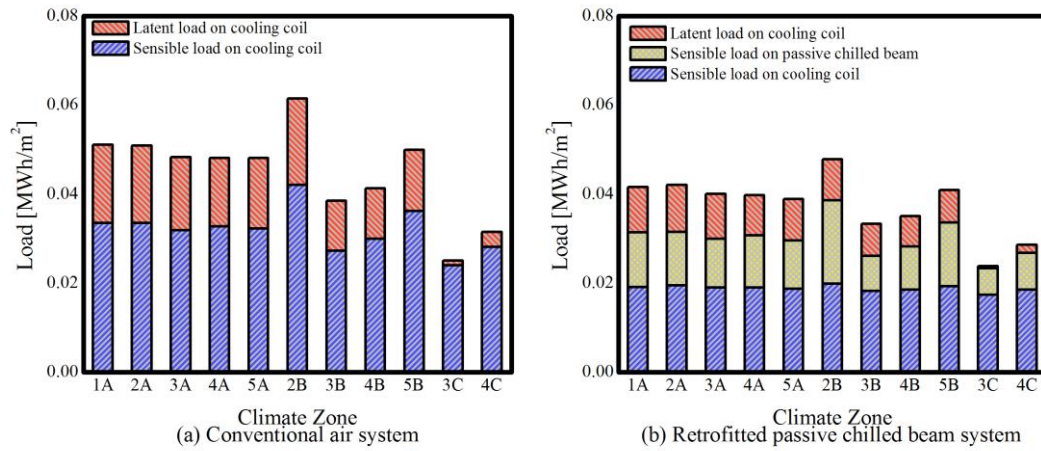 0.08
Latent load on cooling coil
Sensible load on cooling coil
0.06
0.04
0.02
0.00
Load [MWh/m²]
1A 2A 3A 4A 5A 2B 3B 4B 5B 3C 4C
Climate Zone
(a) Conventional air system
0.08
Latent load on cooling coil
Sensible load on passive chilled beam
Sensible load on cooling coil
0.06
0.04
0.02
0.00
Load [MWh/m²]
1A 2A 3A 4A 5A 2B 3B 4B 5B 3C 4C
Climate Zone
(b) Retrofitted passive chilled beam system